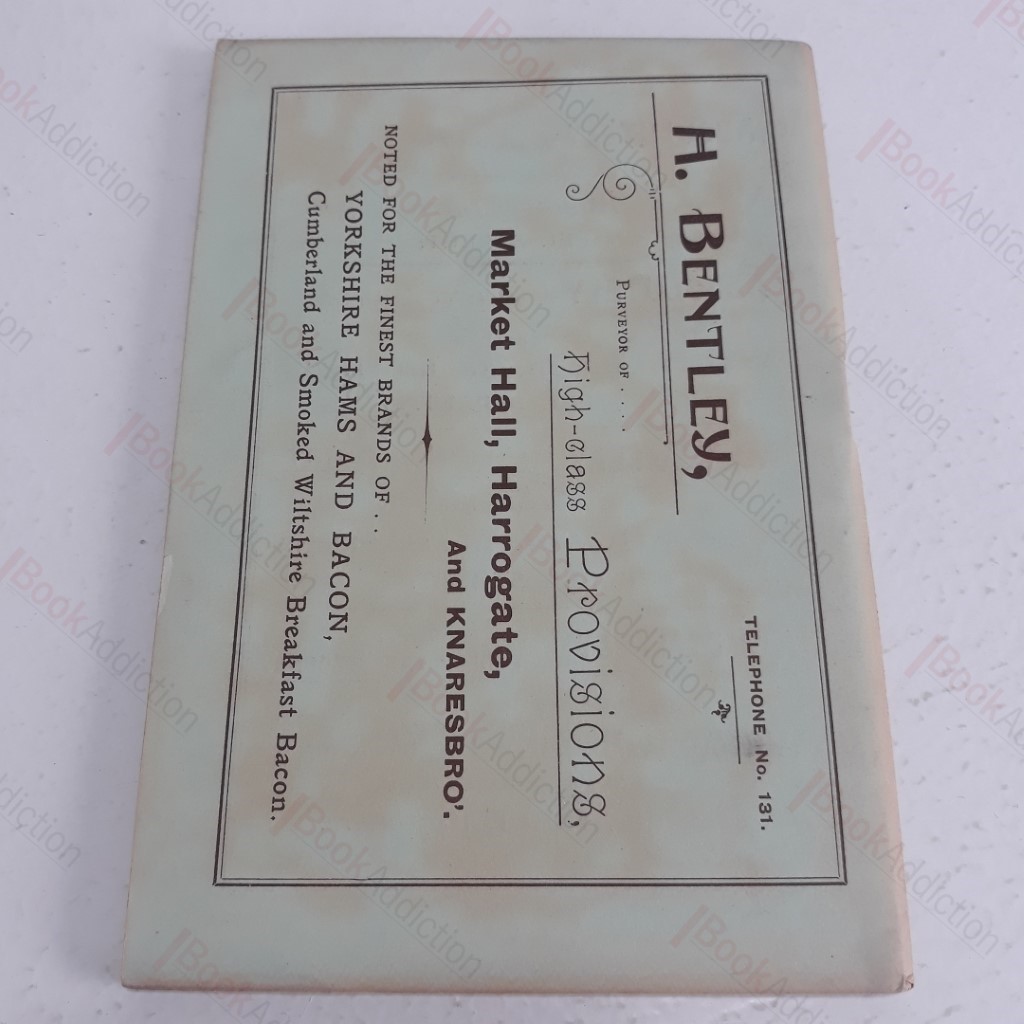 TELEPHONE No. 131.
H. BENTLEY,
PURVEYOR OF . . . .
High-class Provisions,
Market Hall, Harrogate,
And KNARESBRO'.
NOTED FOR THE FINEST BRANDS OF . .
YORKSHIRE HAMS AND BACON,
Cumberland and Smoked Wiltshire Breakfast Bacon.
BookAddiction